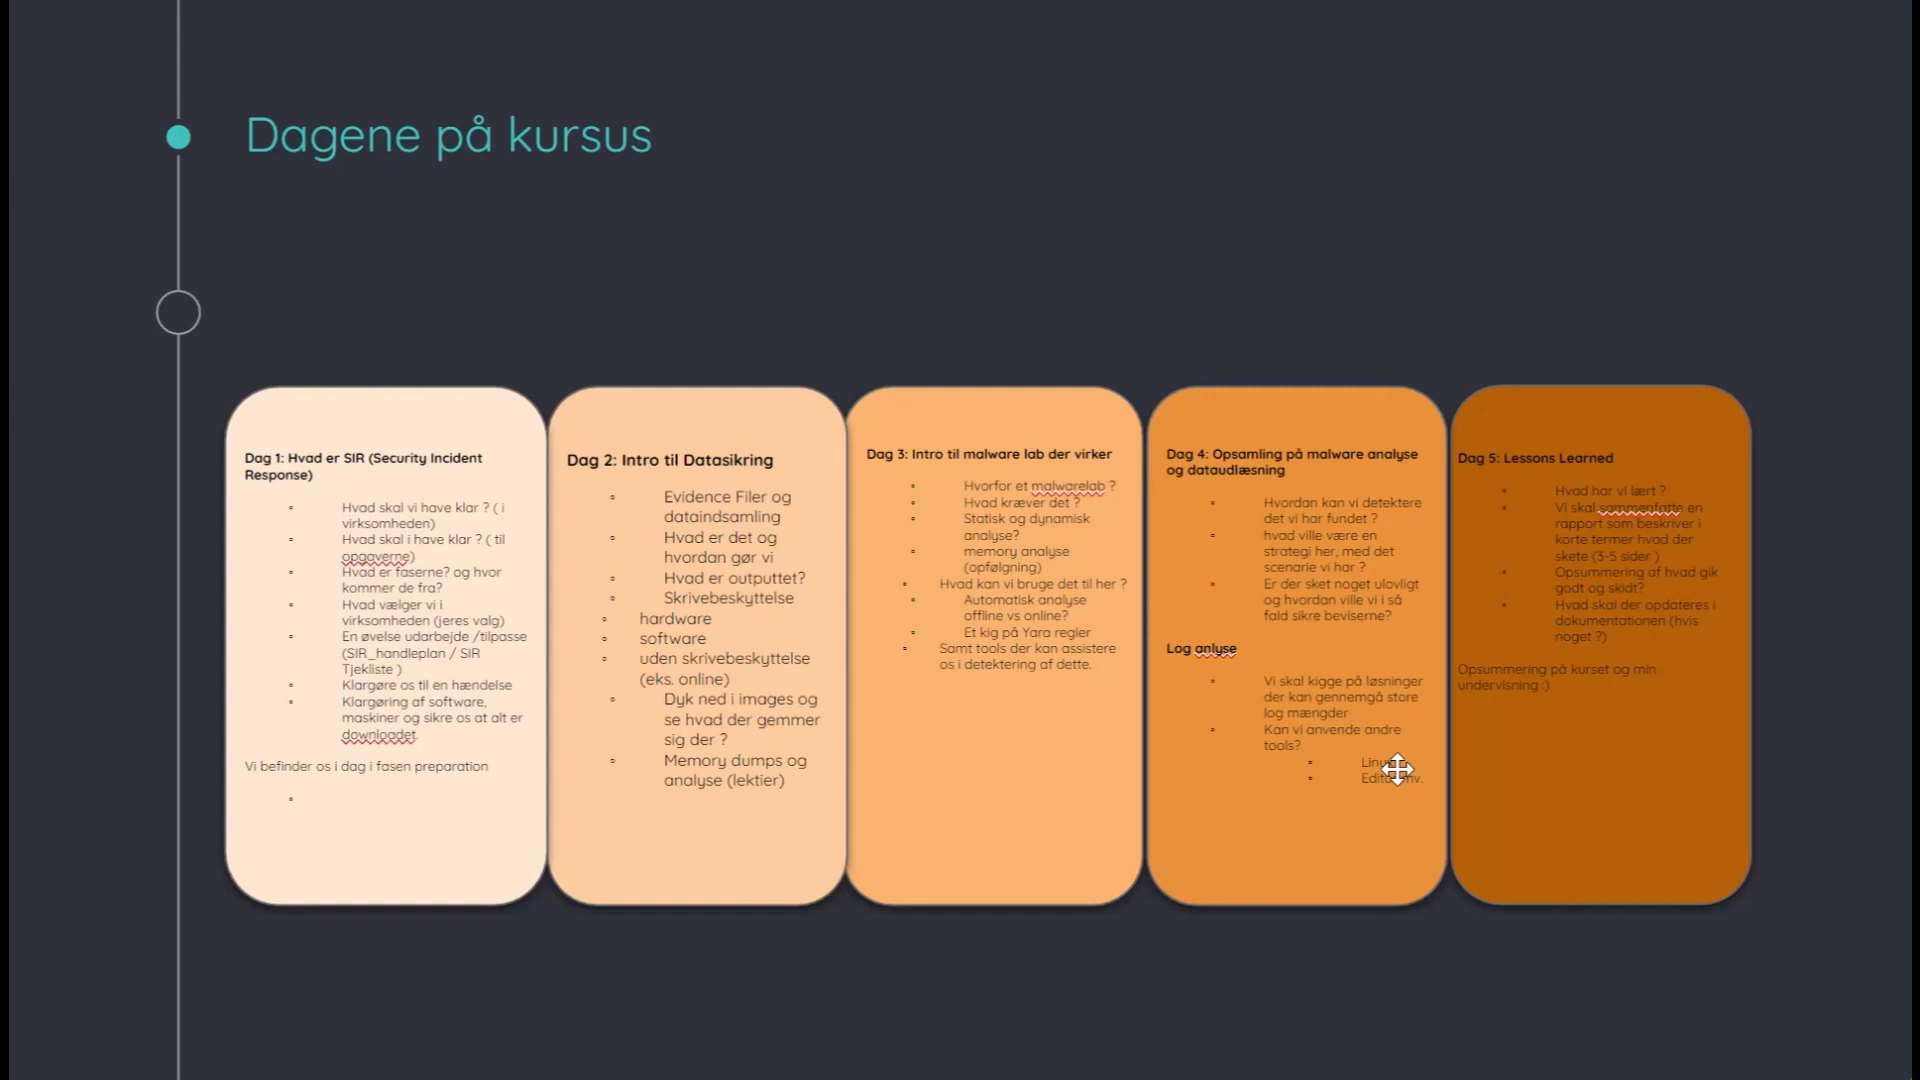 Dagene på kursus
Dag 1: Hvad er SIR (Security Incident
Response)
Hvad skal vi have klar ? ( i
virksomheden)
Hvad skal i have klar ? ( til
opgaverne)
Hvad er faserne? og hvor
kommer de fra?
Hvad vælger vi i
virksomheden (jeres valg)
En øvelse udarbejde /tilpasse
(SIR_handleplan / SIR
Tjekliste )
Klargøre os til en hændelse
Klargøring af software,
maskiner og sikre os at alt er
downloadet.
Vi befinder os i dag i fasen preparation
Dag 2: Intro til Datasikring
Evidence Filer og
dataindsamling
Hvad er det og
hvordan gør vi
Hvad er outputtet?
Skrivebeskyttelse
hardware
software
uden skrivebeskyttelse
(eks. online)
Dyk ned i images og
se hvad der gemmer
sig der ?
Memory dumps og
analyse (lektier)
Dag 3: Intro til malware lab der virker
Hvorfor et malwarelab ?
Hvad kræver det ?
Statisk og dynamisk
analyse?
memory analyse
(opfølgning)
Hvad kan vi bruge det til her ?
Automatisk analyse
offline vs online?
Et kig på Yara regler
Samt tools der kan assistere
os i detektering af dette.
Dag 4: Opsamling på malware analyse
og dataudlæsning
Hvordan kan vi detektere
det vi har fundet ?
hvad ville være en
strategi her, med det
scenarie vi har ?
Er der sket noget ulovligt
og hvordan ville vi i så
fald sikre beviserne?
Log anlyse
Vi skal kigge på løsninger
der kan gennemgå store
log mængder
Kan vi anvende andre
tools?
Dag 5: Lessons Learned
Hvad har vi lært ?
Vi skal sammenfatte en
rapport som beskriver i
korte termer hvad der
skete (3-5 sider )
Opsummering af hvad gik
godt og skidt?
Hvad skal der opdateres i
dokumentationen (hvis
noget ?)
Opsummering på kurset og min
undervisning :)